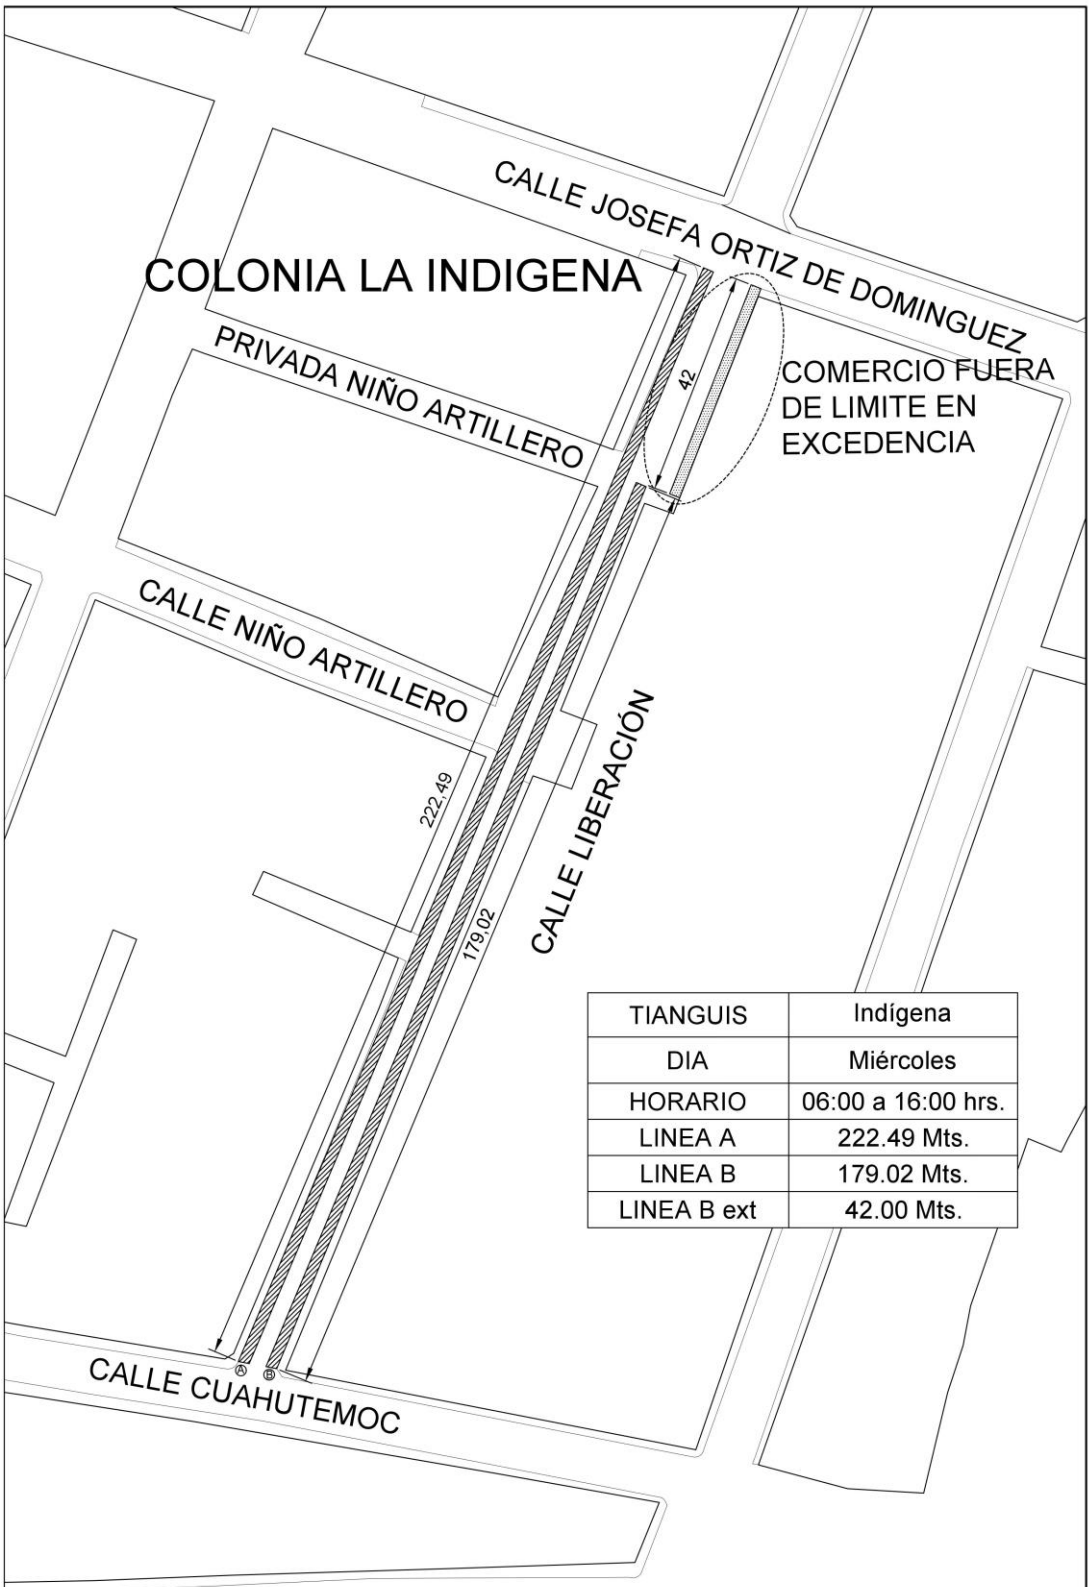 CALLE JOSEFA ORTIZ DE DOMINGUEZ
COLONIA LA INDIGENA
PRIVADA NIÑO ARTILLERO
42
COMERCIO FUERA
DE LIMITE EN
EXCEDENCIA
CALLE NIÑO ARTILLERO
222,49
179,02
CALLE LIBERACIÓN
TIANGUIS Indígena
DIA Miércoles
HORARIO 06:00 a 16:00 hrs.
LINEA A 222.49 Mts.
LINEA B 179.02 Mts.
LINEA B ext 42.00 Mts.
A B
CALLE CUAHUTEMOC